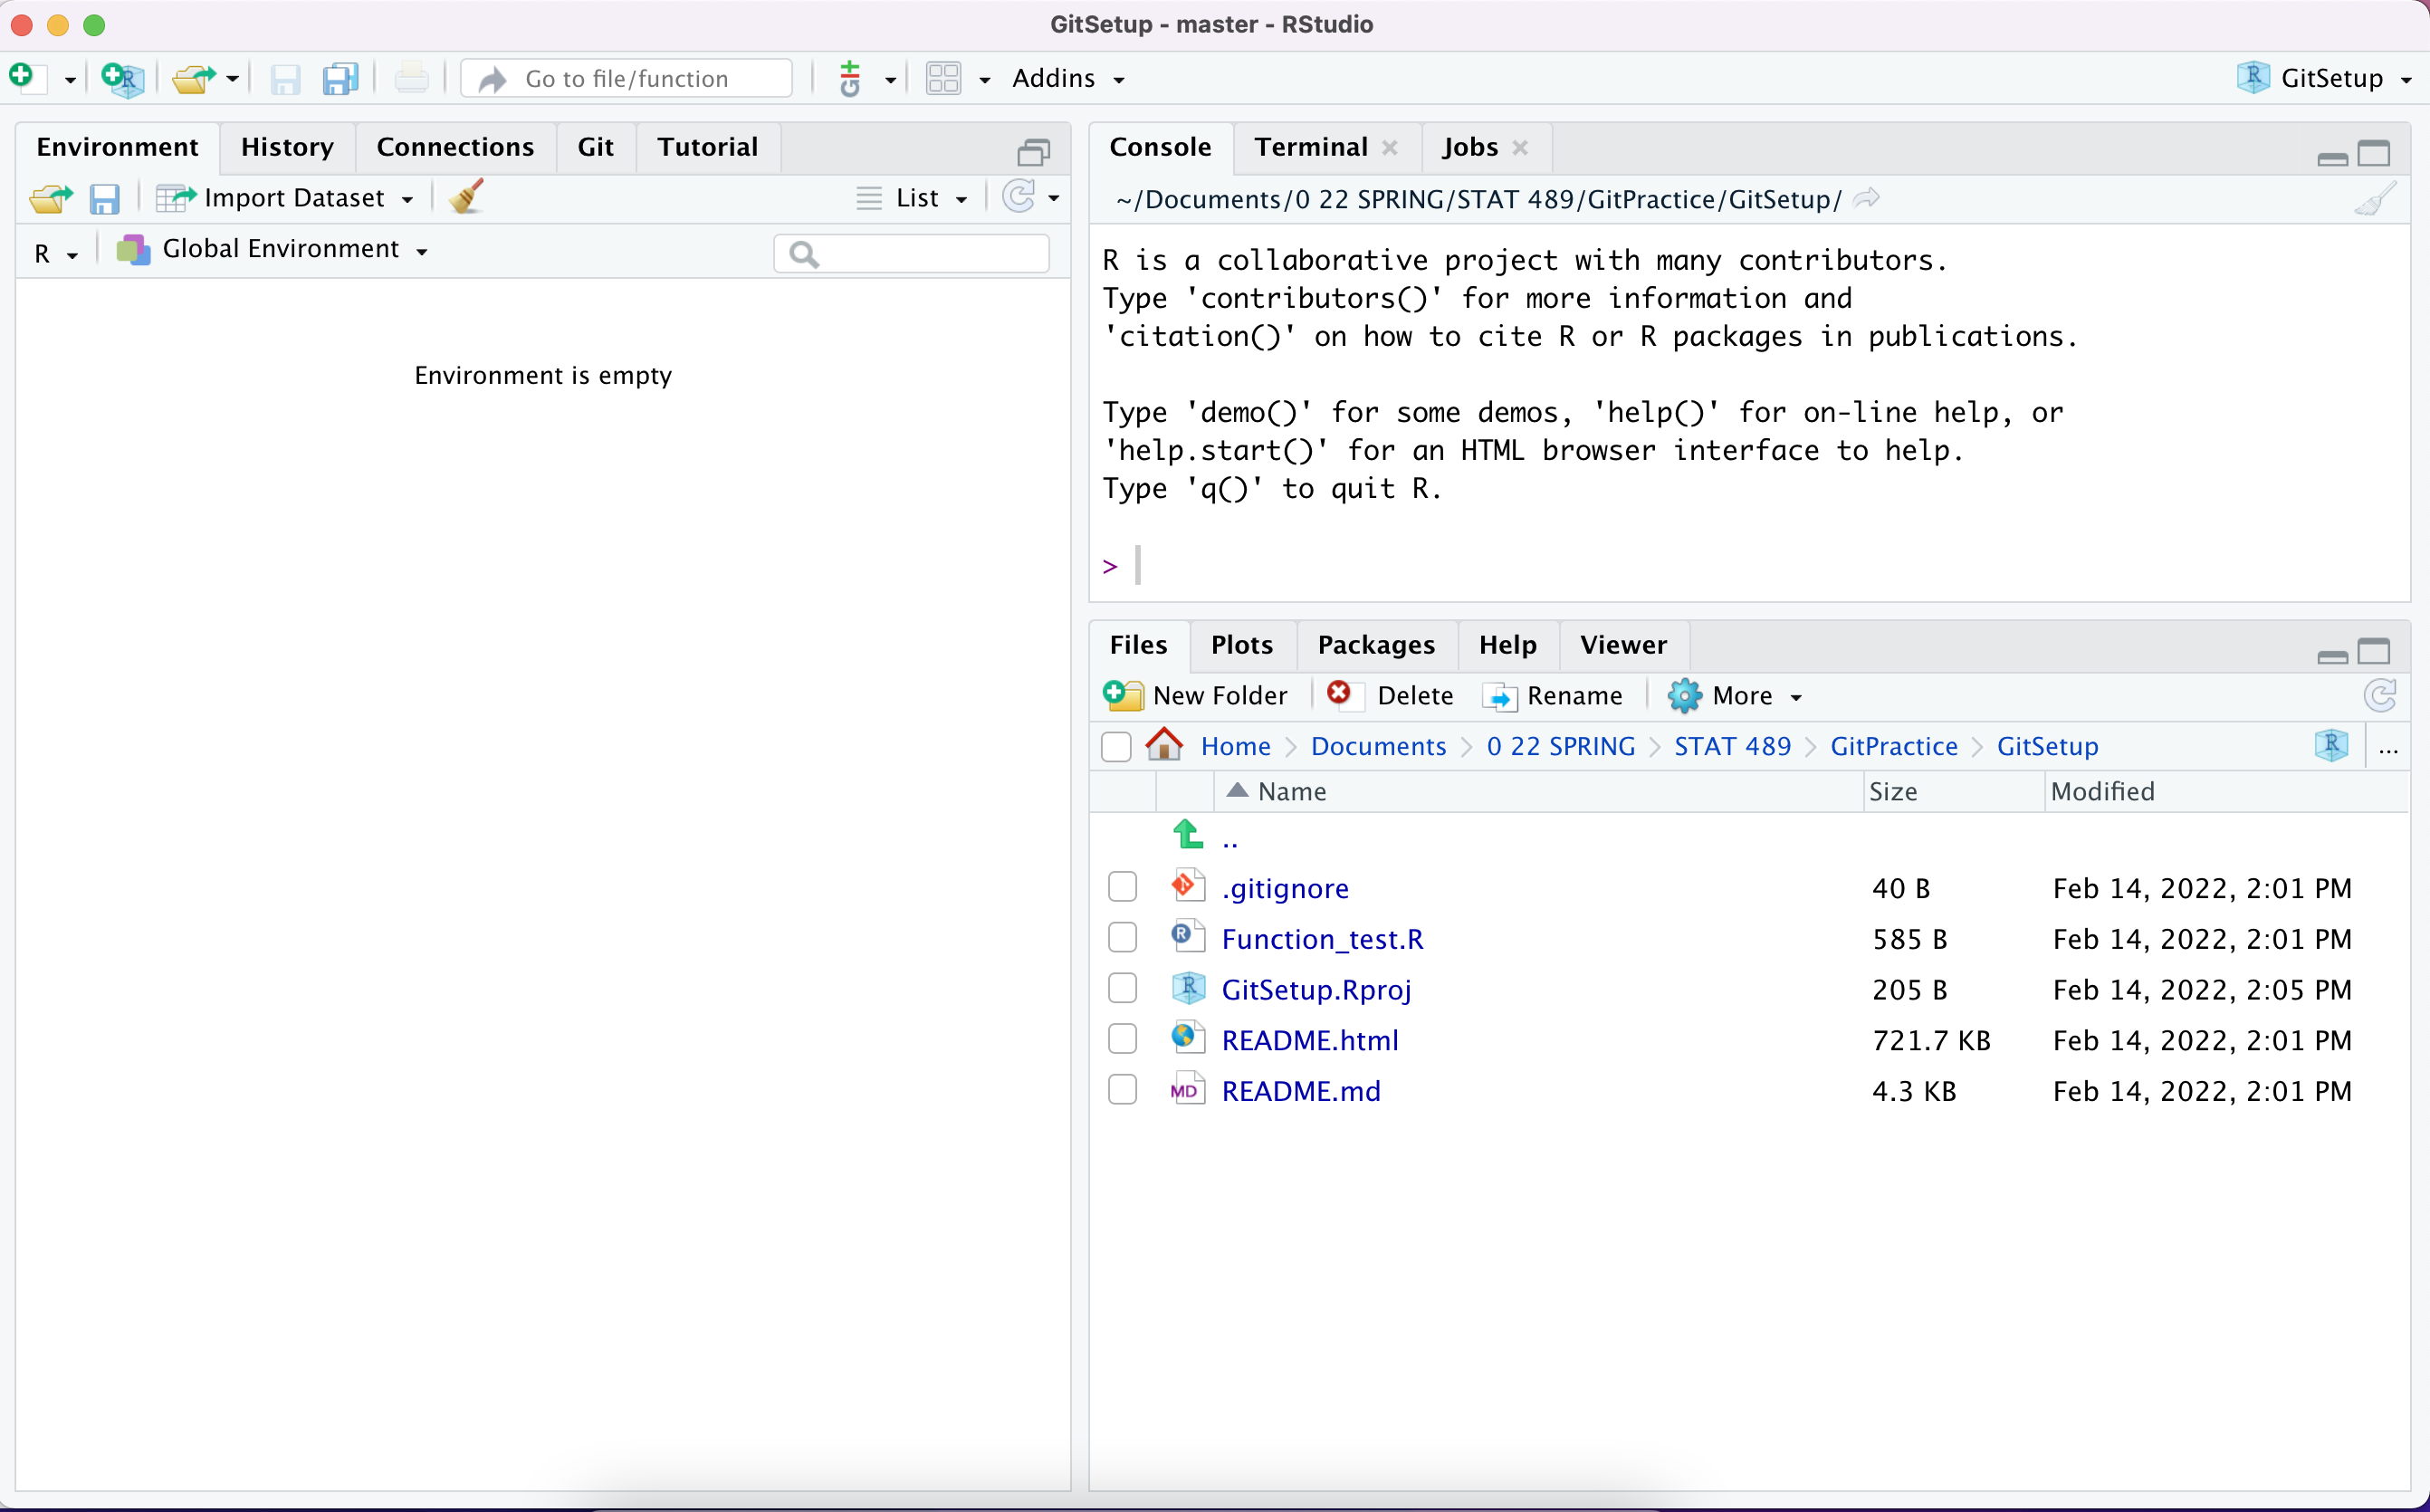 GitSetup - master - RStudio
Go to file/function
Addins
GitSetup
Environment History Connections Git Tutorial
Import Dataset
List
R Global Environment
Environment is empty
Console Terminal Jobs
~/Documents/0 22 SPRING/STAT 489/GitPractice/GitSetup/
R is a collaborative project with many contributors.
Type 'contributors()' for more information and
'citation()' on how to cite R or R packages in publications.
Type 'demo()' for some demos, 'help()' for on-line help, or
'help.start()' for an HTML browser interface to help.
Type 'q()' to quit R.
>
Files Plots Packages Help Viewer
New Folder Delete Rename More
Home Documents 0 22 SPRING STAT 489 GitPractice GitSetup R ...
Name Size Modified
..
.gitignore 40 B Feb 14, 2022, 2:01 PM
R Function_test.R 585 B Feb 14, 2022, 2:01 PM
R GitSetup.Rproj 205 B Feb 14, 2022, 2:05 PM
README.html 721.7 KB Feb 14, 2022, 2:01 PM
MD README.md 4.3 KB Feb 14, 2022, 2:01 PM